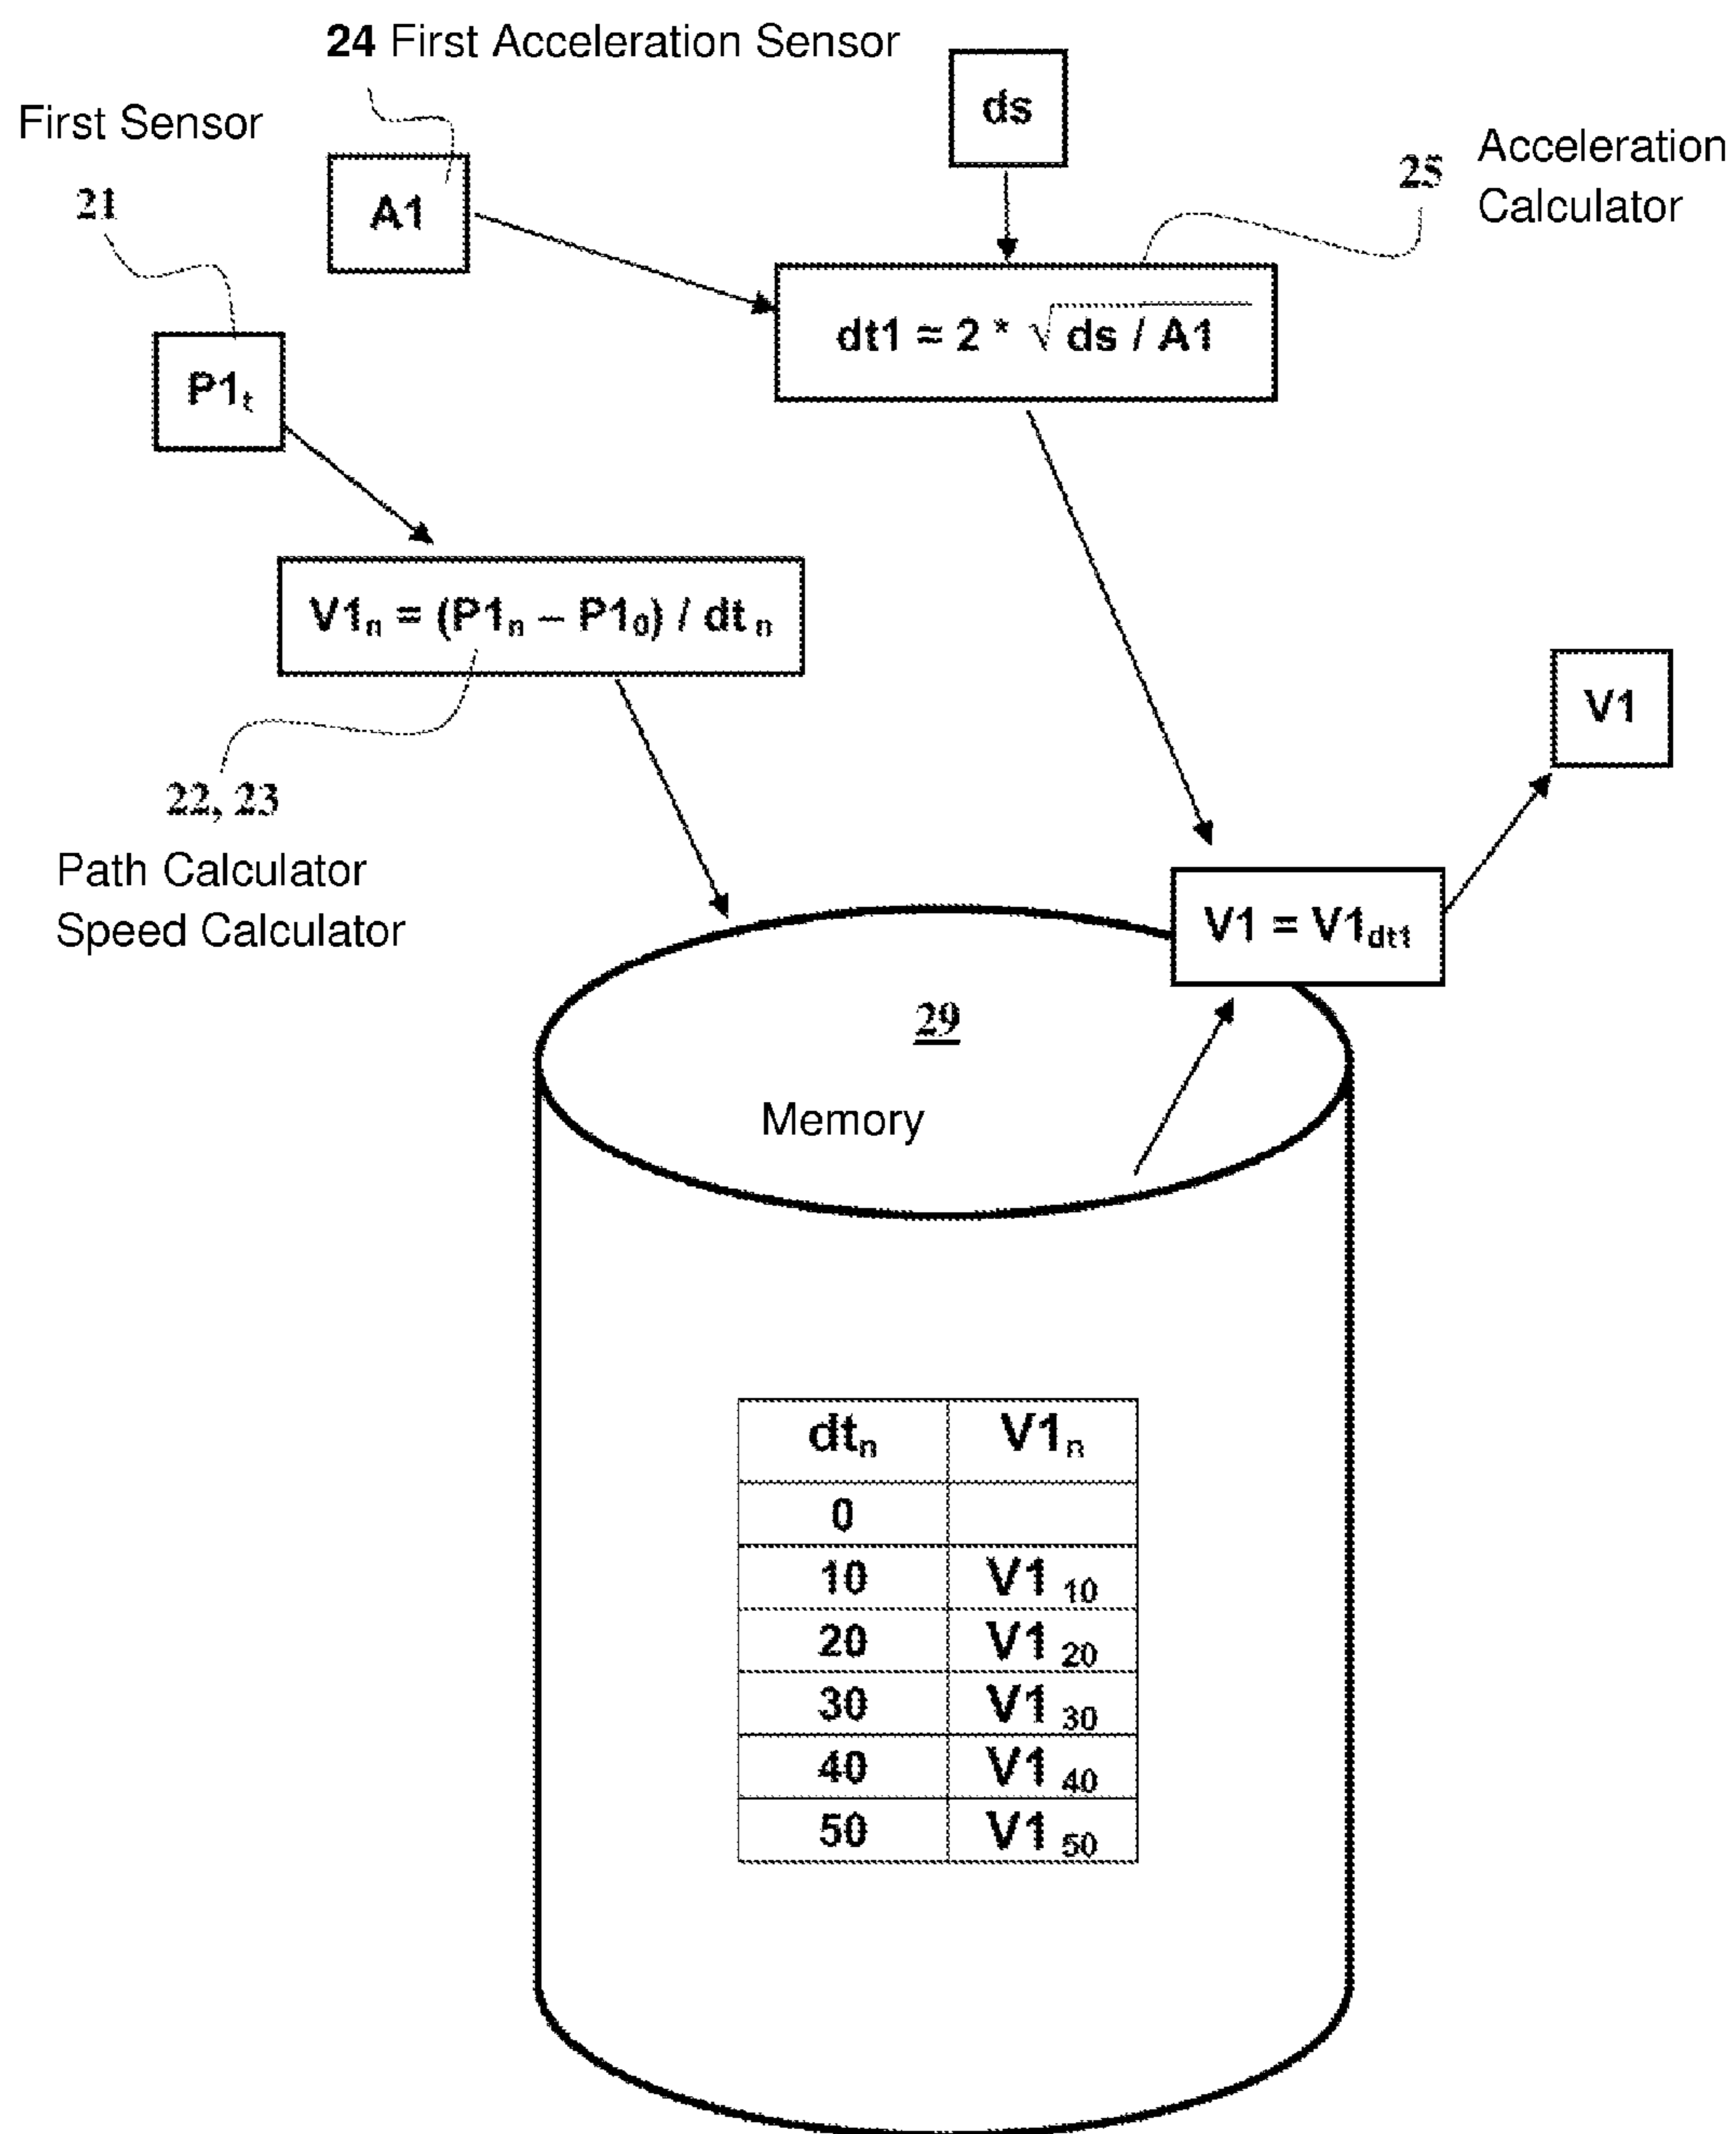 24 First Acceleration Sensor
ds
First Sensor
Acceleration
Calculator
25
21
A1
dt1 = 2 * √ ds / A1
P1t
V1n = (P1n – P10) / dt n
V1
22, 23
Path Calculator
Speed Calculator
V1 = V1dt1
29
Memory
dtn V1n
0
10 V1 10
20 V1 20
30 V1 30
40 V1 40
50 V1 50